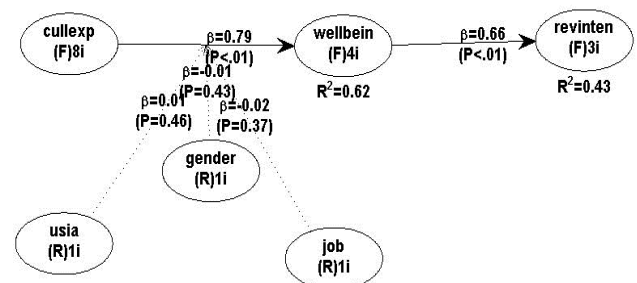 cullexp
(F)8i
β=0.79
(P<.01)
wellbein
(F)4i
R²=0.62
β=0.66
(P<.01)
revinten
(F)3i
R²=0.43
β=-0.01
(P=0.43)
β=0.01
(P=0.46)
β=-0.02
(P=0.37)
gender
(R)1i
usia
(R)1i
job
(R)1i